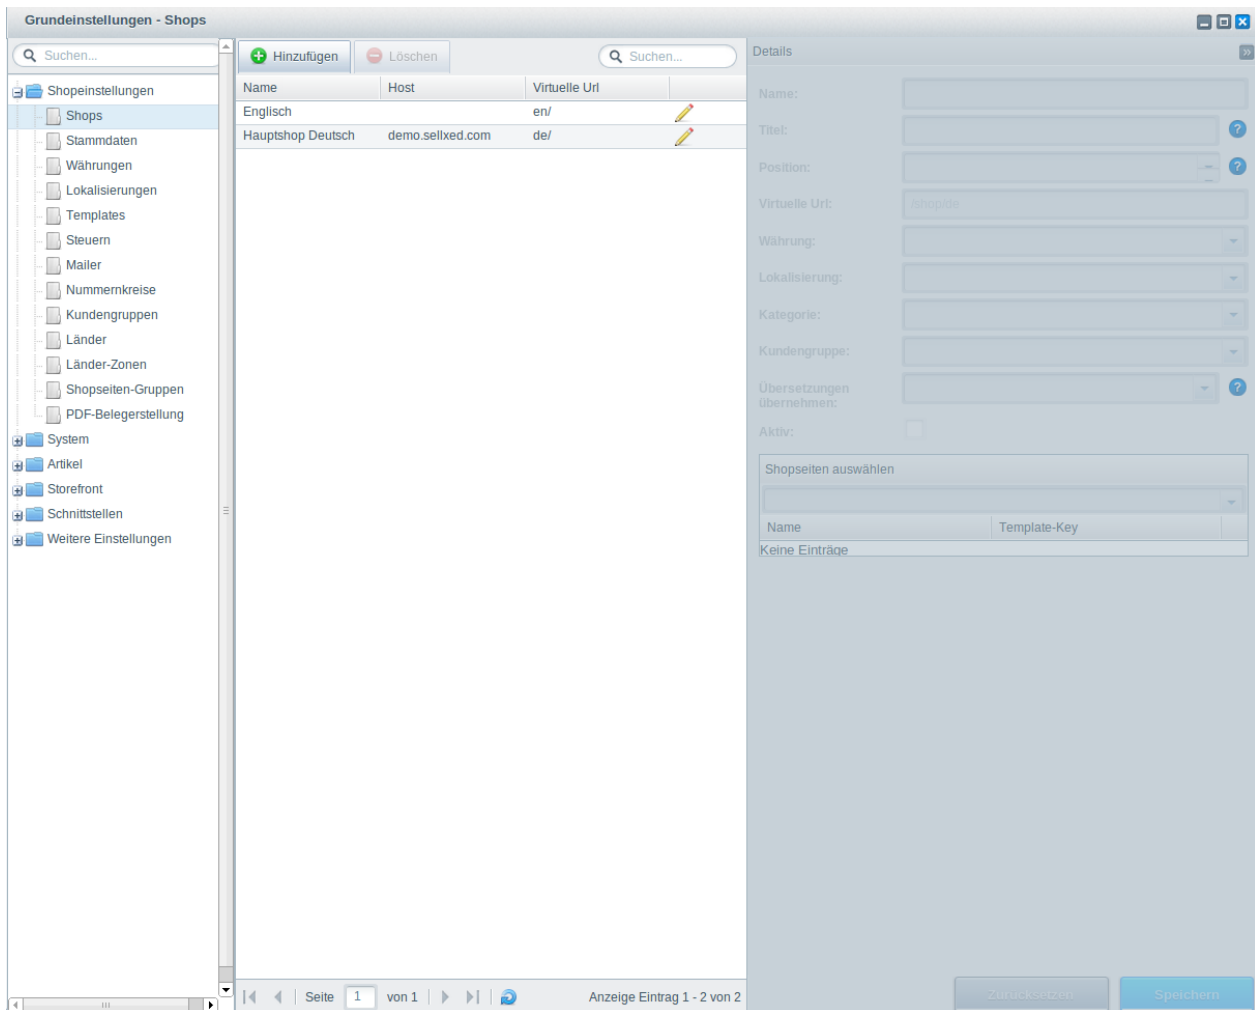 Grundeinstellungen - Shops
Suchen...
Shopeinstellungen
Shops
Stammdaten
Währungen
Lokalisierungen
Templates
Steuern
Mailer
Nummernkreise
Kundengruppen
Länder
Länder-Zonen
Shopseiten-Gruppen
PDF-Belegerstellung
System
Artikel
Storefront
Schnittstellen
Weitere Einstellungen
Hinzufügen Löschen Suchen...
Name Host Virtuelle Url
Englisch en/
Hauptshop Deutsch demo.sellxed.com de/
Seite 1 von 1 Anzeige Eintrag 1 - 2 von 2
Details
Name:
Titel:
Position:
Virtuelle Url: /shop/de
Währung:
Lokalisierung:
Kategorie:
Kundengruppe:
Übersetzungen
übernehmen:
Aktiv:
Shopseiten auswählen
Name Template-Key
Keine Einträge
Zurücksetzen Speichern